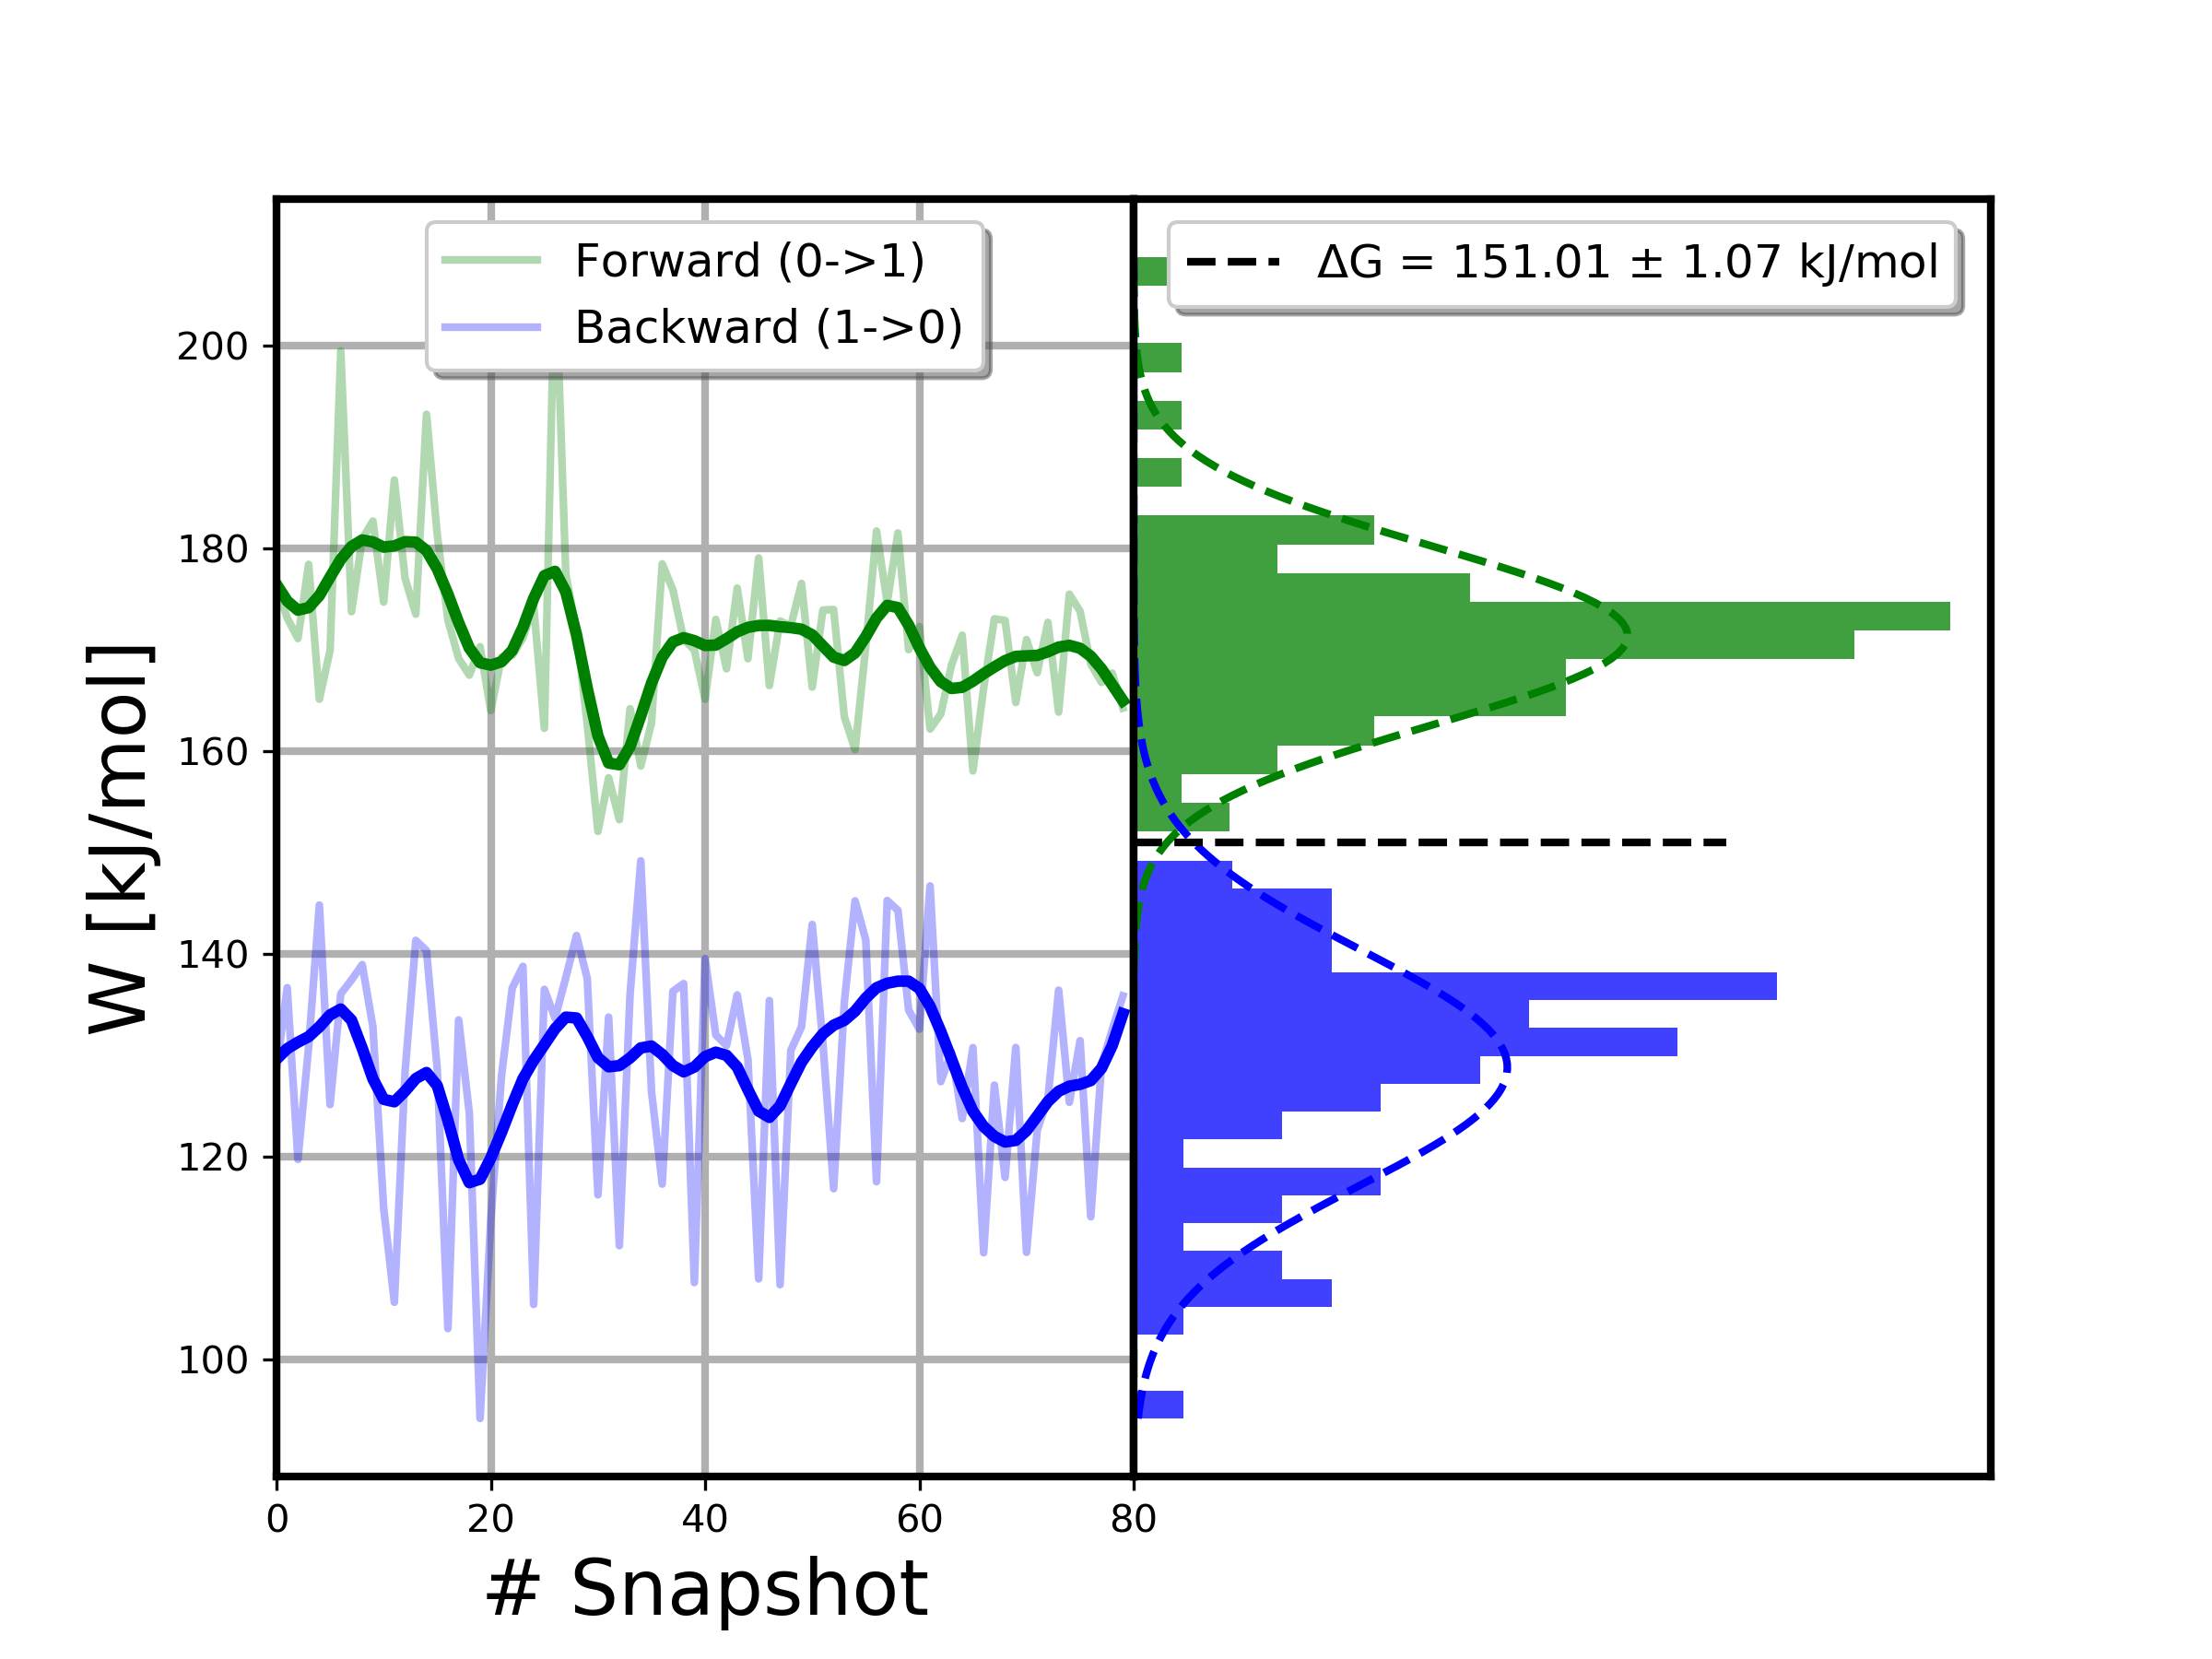 Forward (0->1)
Backward (1->0)
ΔG = 151.01 ± 1.07 kJ/mol
W [kJ/mol]
200
180
160
140
120
100
0 20 40 60 80
# Snapshot